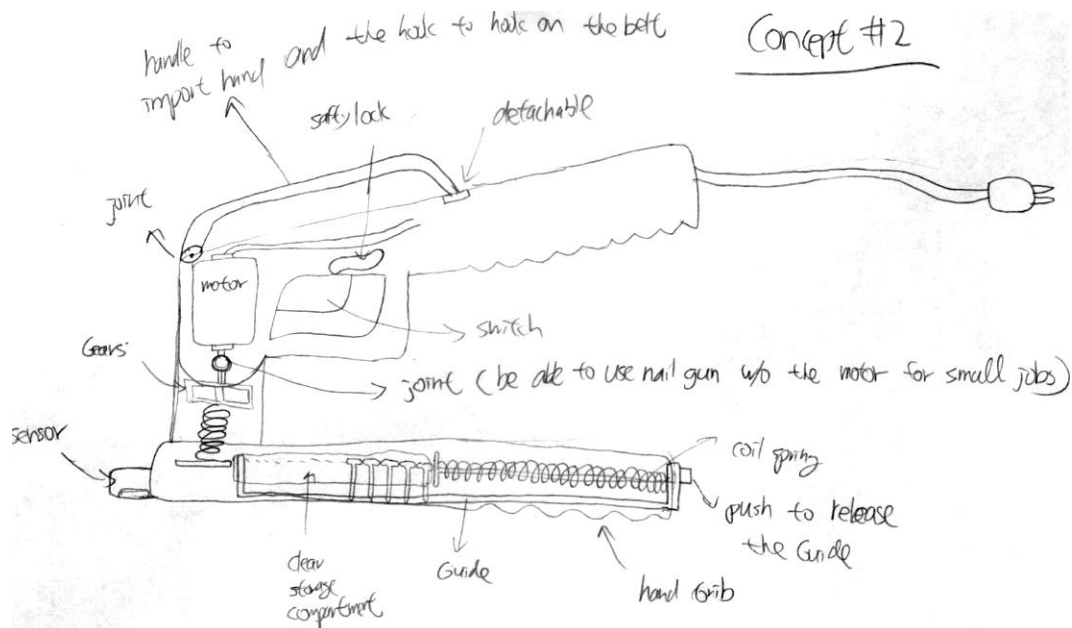 Concept #2
handle to
import hand and the hook to hook on the belt
saftylock
detachable
joint
motor
switch
Gears
joint (be able to use nail gun w/o the motor for small jobs)
sensor
coil spring
push to release
the Guide
clear
storage
compartment
Guide
hand Grib